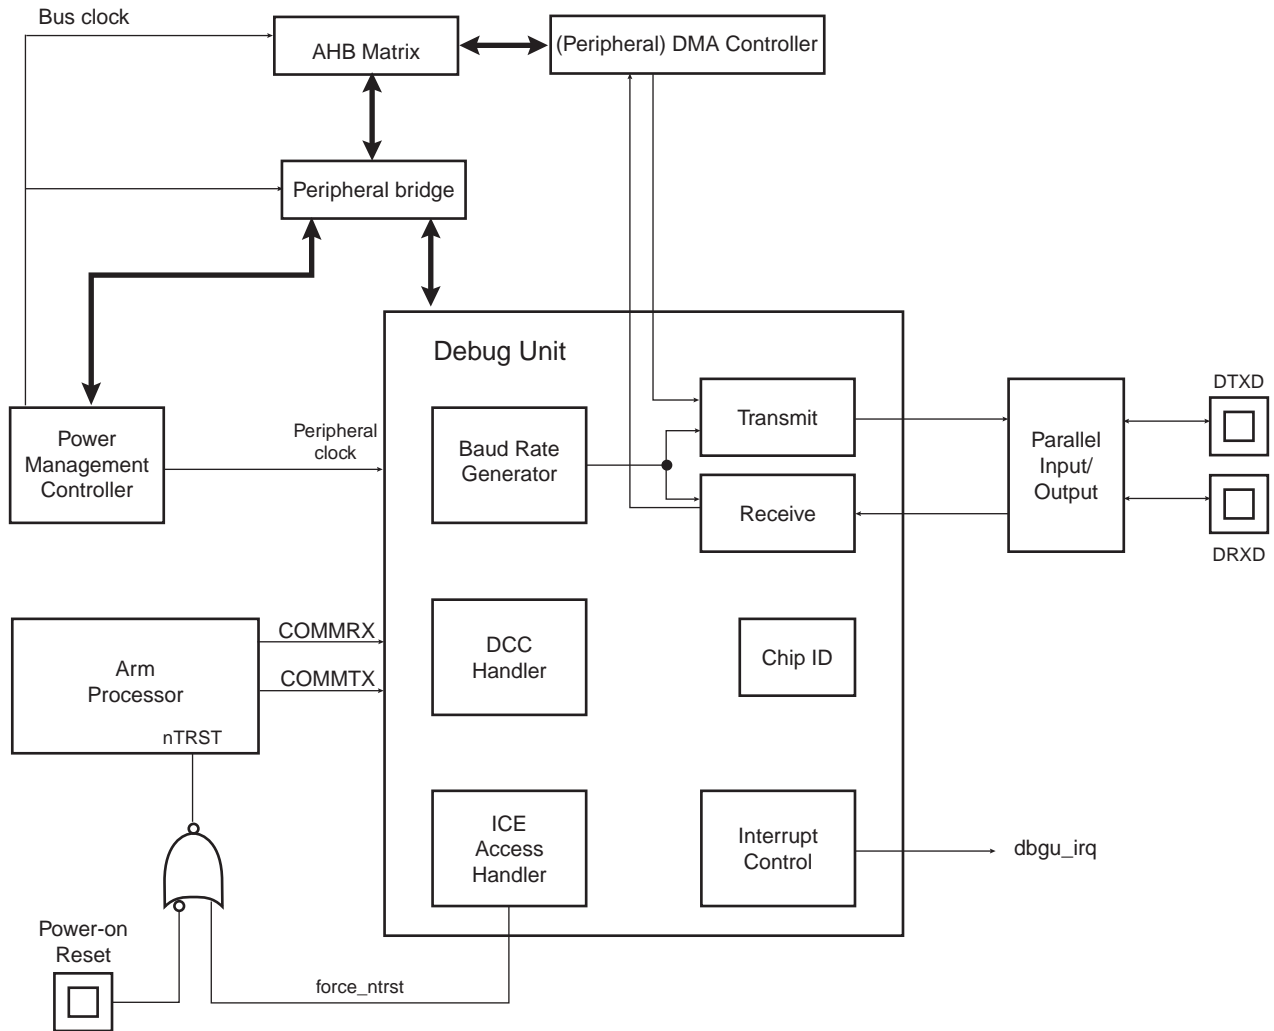 Bus clock
AHB Matrix
(Peripheral) DMA Controller
Peripheral bridge
Debug Unit
Power
Management
Controller
Peripheral
clock
Baud Rate
Generator
Transmit
Receive
Parallel
Input/
Output
DTXD
DRXD
Arm
Processor
nTRST
COMMRX
COMMTX
DCC
Handler
Chip ID
ICE
Access
Handler
Interrupt
Control
dbgu_irq
Power-on
Reset
force_ntrst